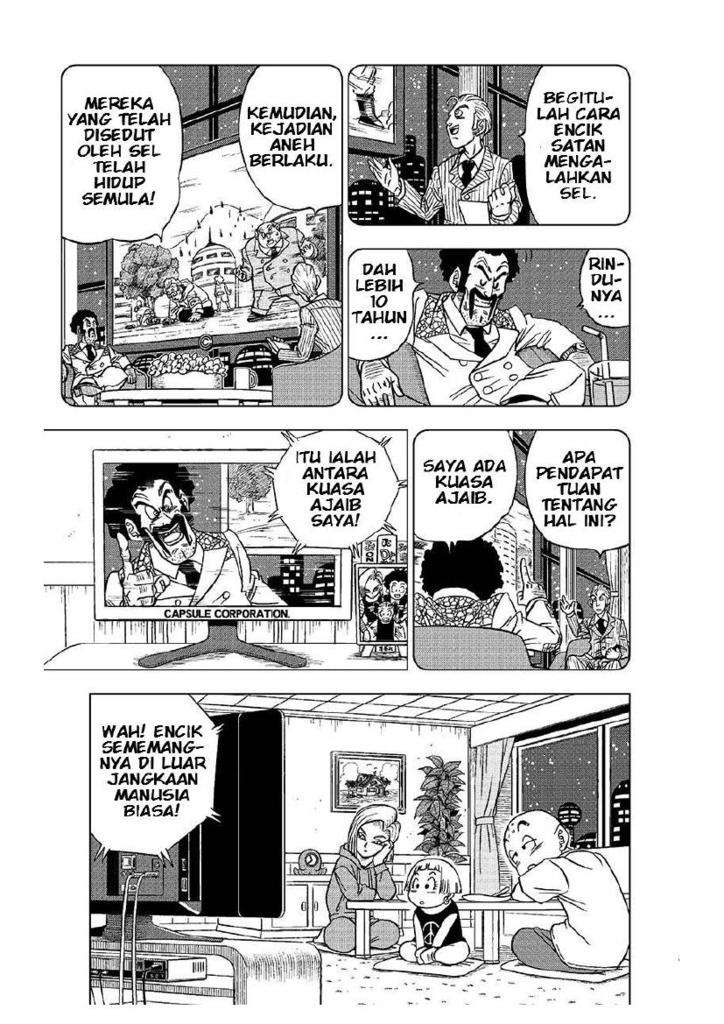 BEGITU-
LAH CARA
ENCIK
SATAN
MENGA-
LAHKAN
SEL.
KEMUDIAN,
KEJADIAN
ANEH
BERLAKU.
MEREKA
YANG TELAH
DISEDUT
OLEH SEL
TELAH
HIDUP
SEMULA!
RIN-
DU-
NYA ...
DAH
LEBIH
10
TAHUN
...
APA
PENDAPAT
TUAN
TENTANG
HAL INI?
SAYA ADA
KUASA
AJAIB.
ITU IALAH
ANTARA
KUASA
AJAIB
SAYA!
CAPSULE CORPORATION.
WAH! ENCIK
SEMEMANG-
NYA DI LUAR
JANGKAAN
MANUSIA
BIASA!